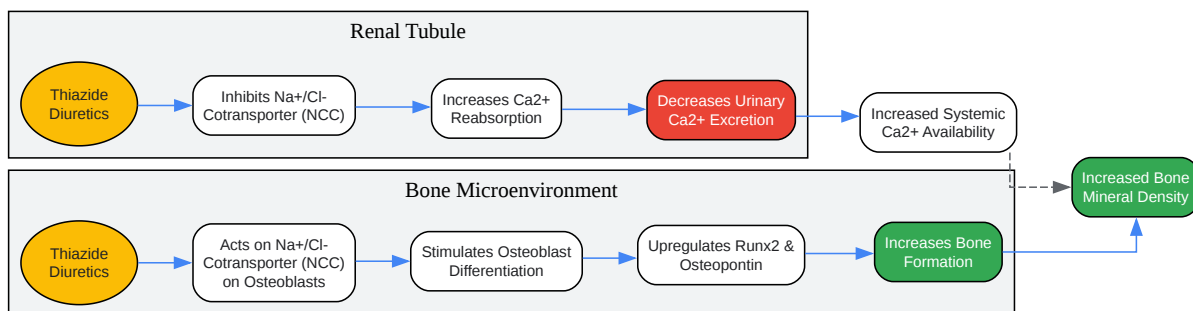 Renal Tubule
Thiazide
Diuretics
Inhibits Na+/Cl-
Cotransporter (NCC)
Increases Ca2+
Reabsorption
Decreases Urinary
Ca2+ Excretion
Increased Systemic
Ca2+ Availability
Increased Bone
Mineral Density
Bone Microenvironment
Thiazide
Diuretics
Acts on Na+/Cl-
Cotransporter (NCC)
on Osteoblasts
Stimulates Osteoblast
Differentiation
Upregulates Runx2 &
Osteopontin
Increases Bone
Formation